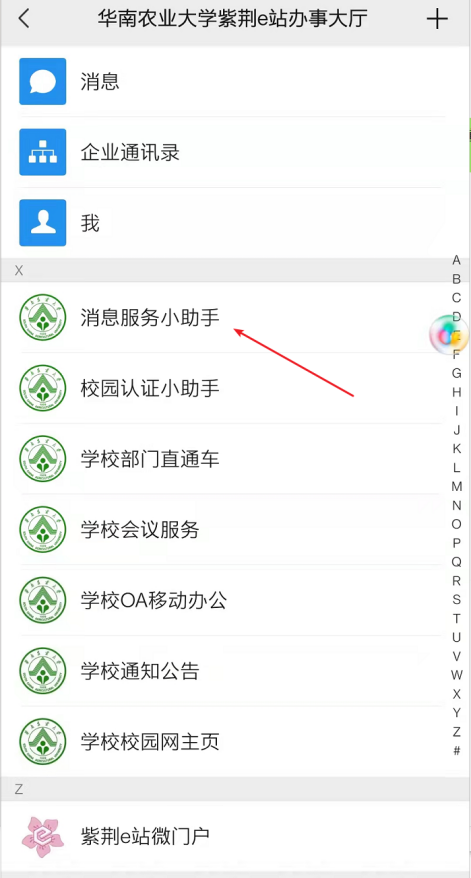 华南农业大学紫荆e站办事大厅
消息
企业通讯录
我
X
消息服务小助手
校园认证小助手
学校部门直通车
学校会议服务
学校OA移动办公
学校通知公告
学校校园网主页
Z
紫荆e站微门户
A
B
C
D
E
F
G
H
I
J
K
L
M
N
O
P
Q
R
S
T
U
V
W
X
Y
Z
#